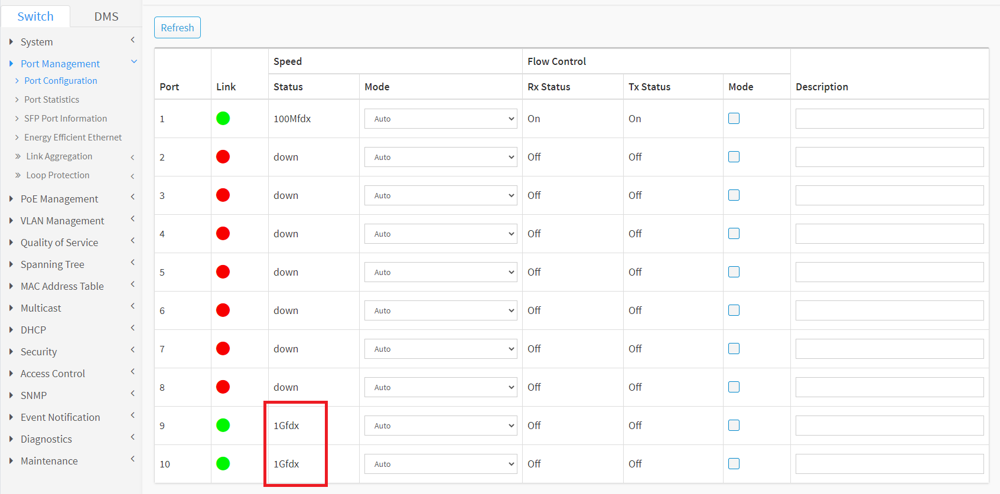 Switch DMS
System
Port Management
Port Configuration
Port Statistics
SFP Port Information
Energy Efficient Ethernet
Link Aggregation
Loop Protection
PoE Management
VLAN Management
Quality of Service
Spanning Tree
MAC Address Table
Multicast
DHCP
Security
Access Control
SNMP
Event Notification
Diagnostics
Maintenance
Refresh
Speed Flow Control
Port Link Status Mode Rx Status Tx Status Mode Description
1 100Mfdx Auto On On
2 down Auto Off Off
3 down Auto Off Off
4 down Auto Off Off
5 down Auto Off Off
6 down Auto Off Off
7 down Auto Off Off
8 down Auto Off Off
9 1Gfdx Auto Off Off
10 1Gfdx Auto Off Off